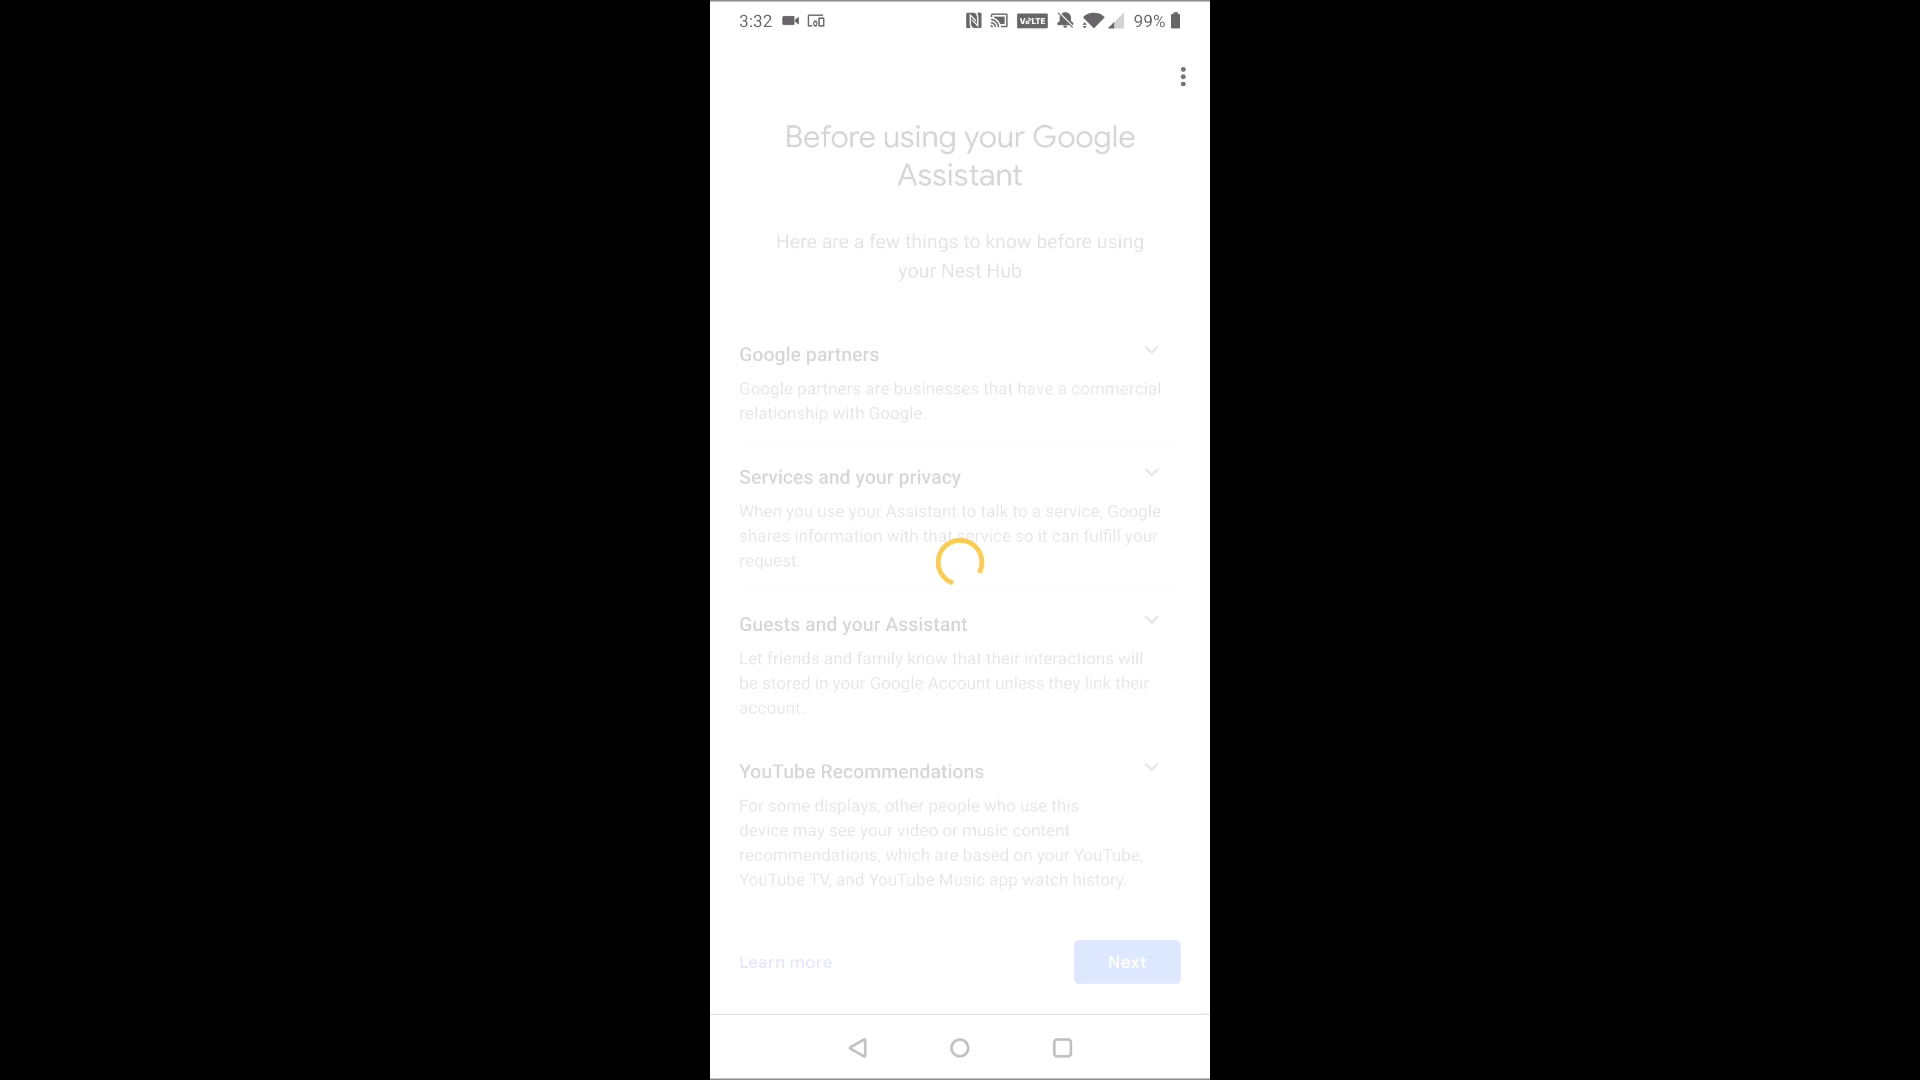 3:32
VoLTE
99%
Before using your Google
Assistant
Here are a few things to know before using
your Nest Hub
Google partners
Google partners are businesses that have a commercial
relationship with Google.
Services and your privacy
When you use your Assistant to talk to a service, Google
shares information with that service so it can fulfill your
request.
Guests and your Assistant
Let friends and family know that their interactions will
be stored in your Google Account unless they link their
account.
YouTube Recommendations
For some displays, other people who use this
device may see your video or music content
recommendations, which are based on your YouTube,
YouTube TV, and YouTube Music app watch history.
Learn more
Next